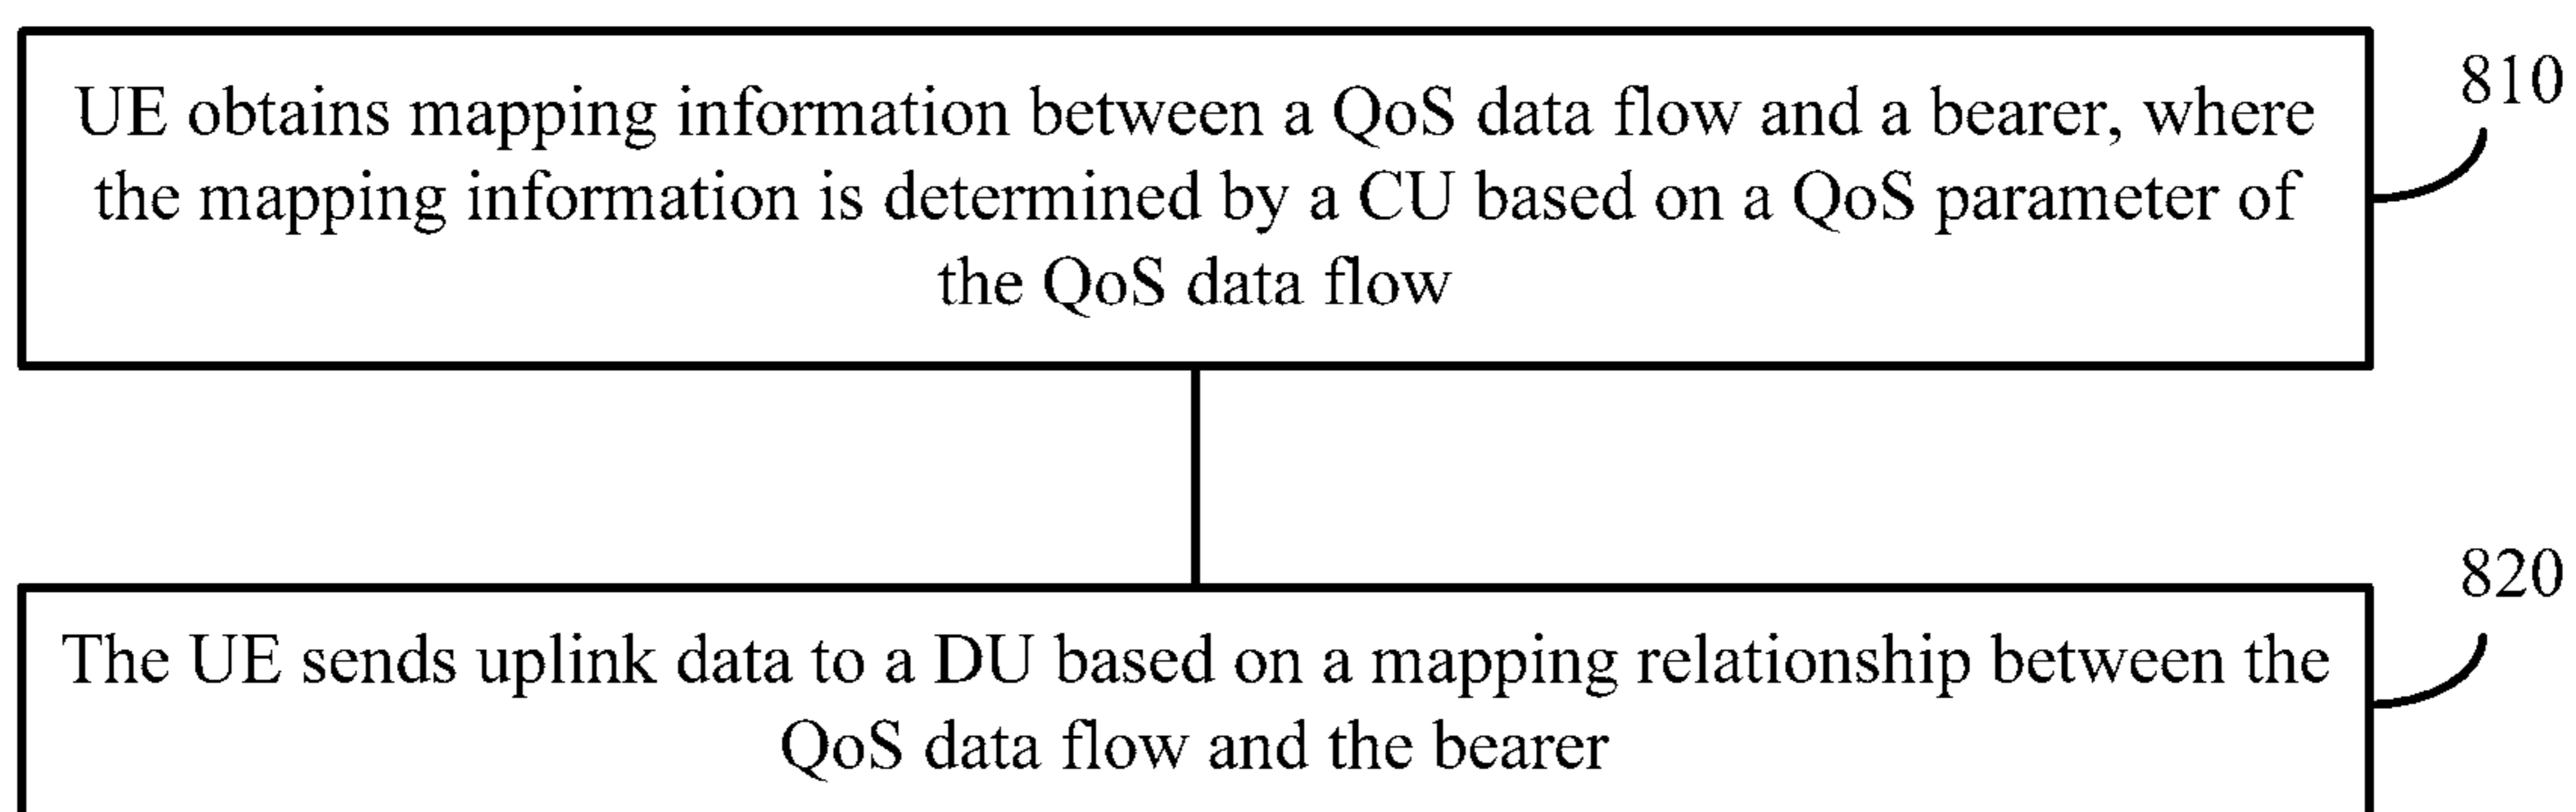 UE obtains mapping information between a QoS data flow and a bearer, where
the mapping information is determined by a CU based on a QoS parameter of
the QoS data flow
810
The UE sends uplink data to a DU based on a mapping relationship between the
QoS data flow and the bearer
820